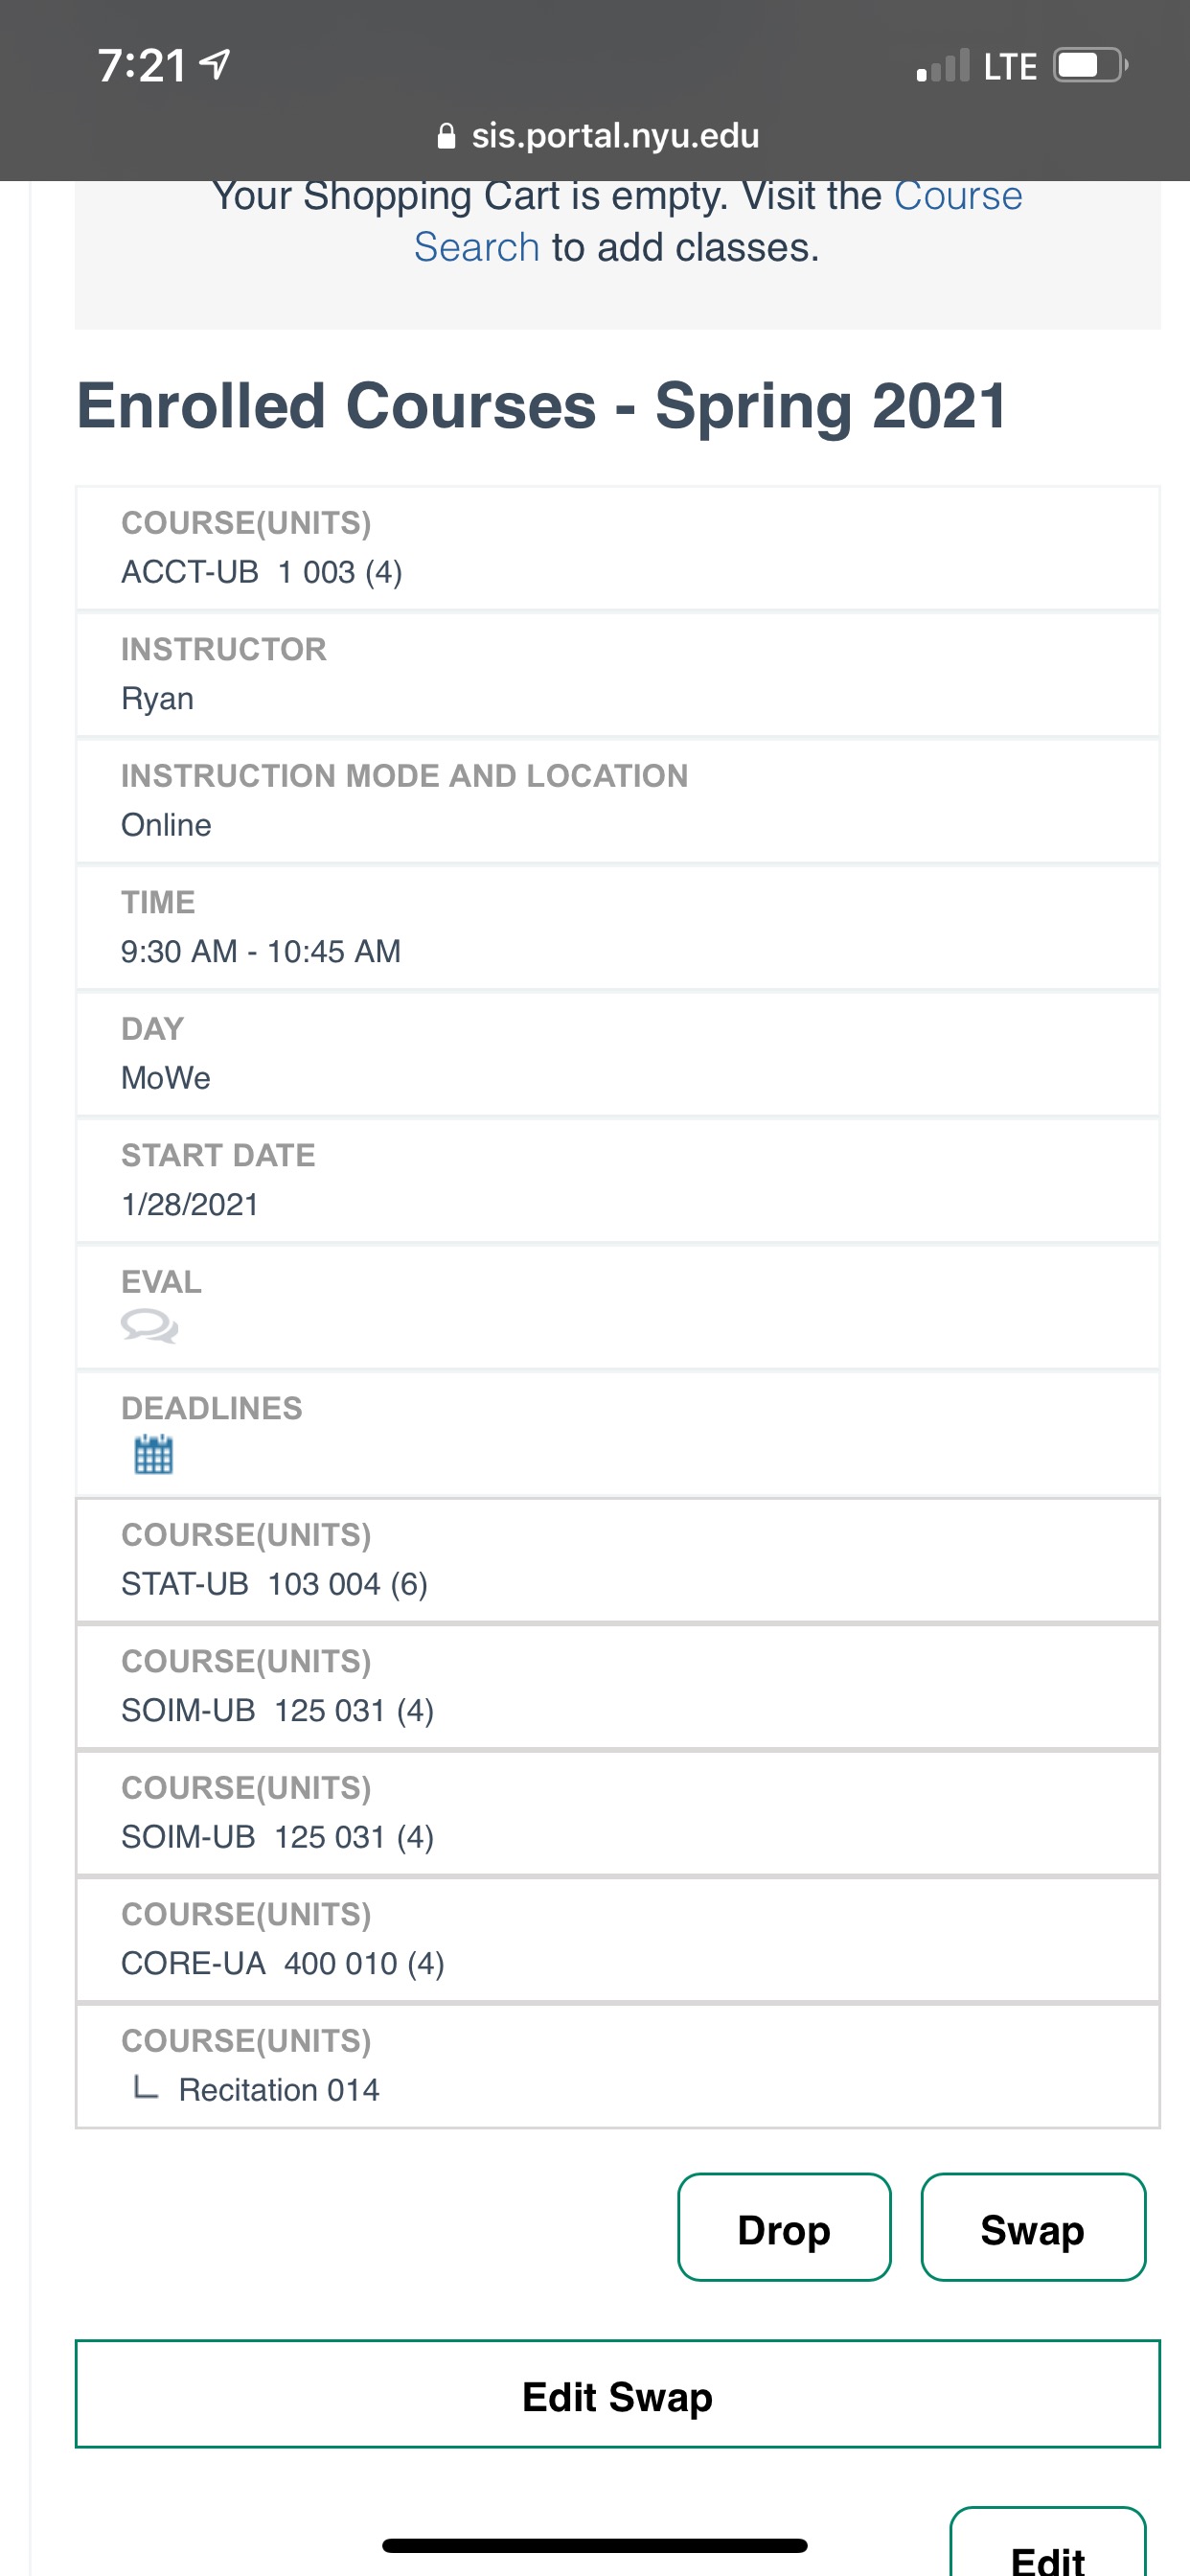 7:21
LTE
sis.portal.nyu.edu
Your Shopping Cart is empty. Visit the Course
Search to add classes.
Enrolled Courses - Spring 2021
COURSE(UNITS)
ACCT-UB 1 003 (4)
INSTRUCTOR
Ryan
INSTRUCTION MODE AND LOCATION
Online
TIME
9:30 AM - 10:45 AM
DAY
MoWe
START DATE
1/28/2021
EVAL
DEADLINES
COURSE(UNITS)
STAT-UB 103 004 (6)
COURSE(UNITS)
SOIM-UB 125 031 (4)
COURSE(UNITS)
SOIM-UB 125 031 (4)
COURSE(UNITS)
CORE-UA 400 010 (4)
COURSE(UNITS)
Recitation 014
Drop
Swap
Edit Swap
Edit